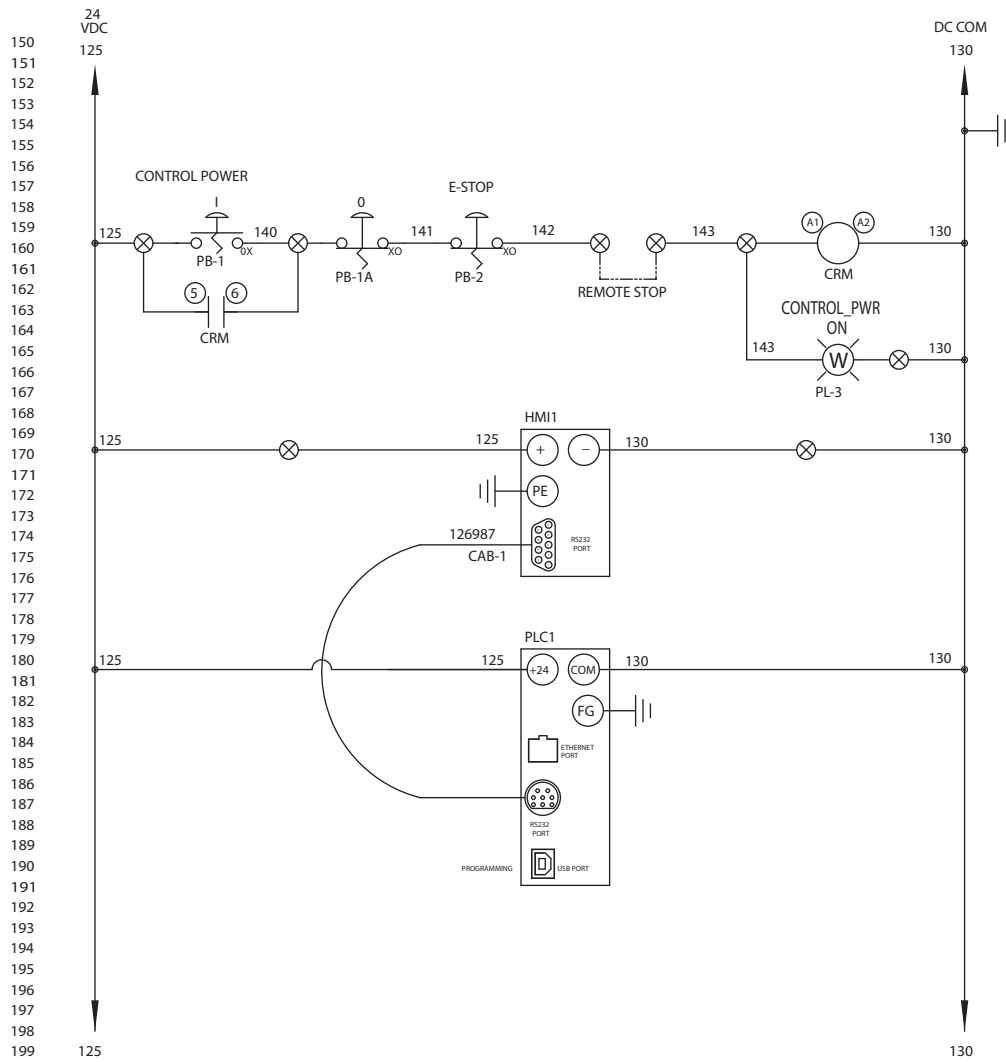 24
VDC
DC COM
150
125
130
151
152
153
154
155
156
157
CONTROL POWER
E-STOP
158
I
0
159
A1
A2
125
140
141
142
143
130
160
PB-1
0X
PB-1A
XO
PB-2
XO
CRM
161
162
5
6
REMOTE STOP
163
CONTROL_PWR
ON
164
CRM
165
143
W
130
166
167
PL-3
168
HMI1
169
125
125
130
130
170
+
−
171
172
PE
173
174
126987
RS232
PORT
175
CAB-1
176
177
178
179
PLC1
180
125
125
130
130
181
+24
COM
182
183
FG
184
ETHERNET
PORT
185
186
187
188
RS232
PORT
189
190
PROGRAMMING
USB PORT
191
192
193
194
195
196
197
198
199
125
130